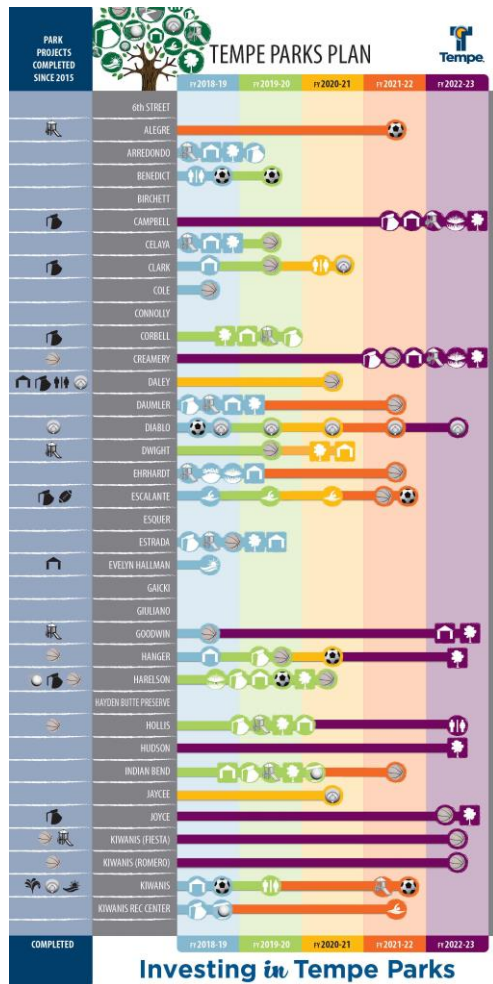 PARK
PROJECTS
COMPLETED
SINCE 2015
TEMPE PARKS PLAN
Tempe
FY 2018-19 FY 2019-20 FY 2020-21 FY 2021-22 FY 2022-23
6th STREET
ALEGRE
ARREDONDO
BENEDICT
BIRCHETT
CAMPBELL
CELAYA
CLARK
COLE
CONNOLLY
CORBELL
CREAMERY
DALEY
DAUMLER
DIABLO
DWIGHT
EHRHARDT
ESCALANTE
ESQUER
ESTRADA
EVELYN HALLMAN
GAICKI
GIULIANO
GOODWIN
HANGER
HARELSON
HAYDEN BUTTE PRESERVE
HOLLIS
HUDSON
INDIAN BEND
JAYCEE
JOYCE
KIWANIS (FIESTA)
KIWANIS (ROMERO)
KIWANIS
KIWANIS REC CENTER
COMPLETED FY 2018-19 FY 2019-20 FY 2020-21 FY 2021-22 FY 2022-23
Investing in Tempe Parks